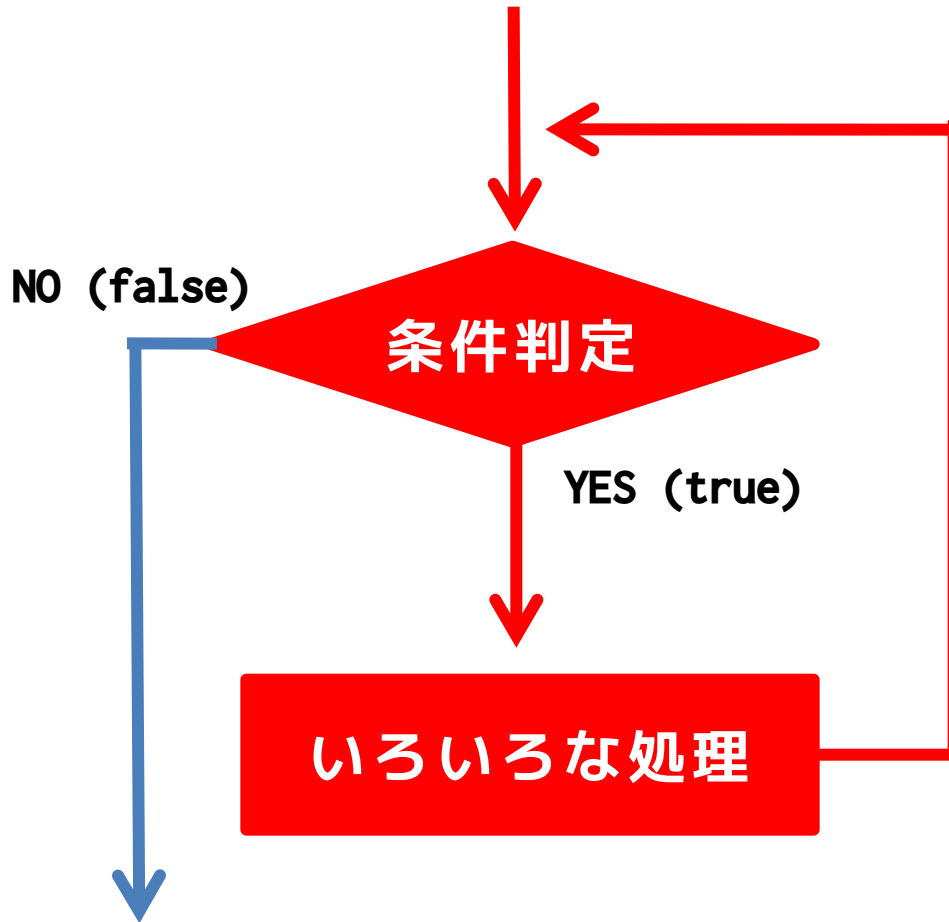 NO (false)
条件判定
YES (true)
いろいろな処理